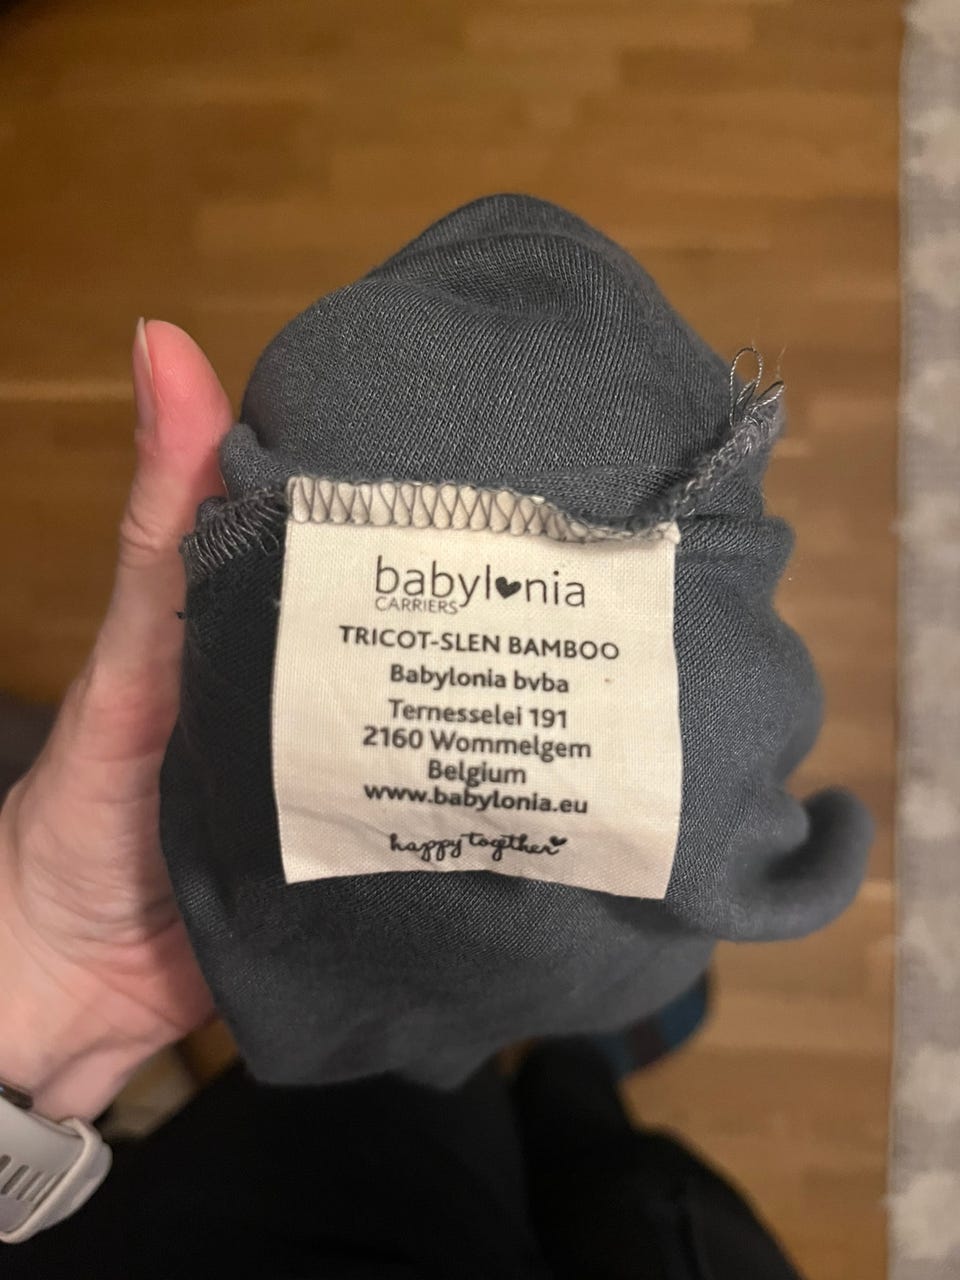 babylonia
CARRIERS
TRICOT-SLEN BAMBOO
Babylonia bvba
Ternesselei 191
2160 Wommelgem
Belgium
www.babylonia.eu
happy together